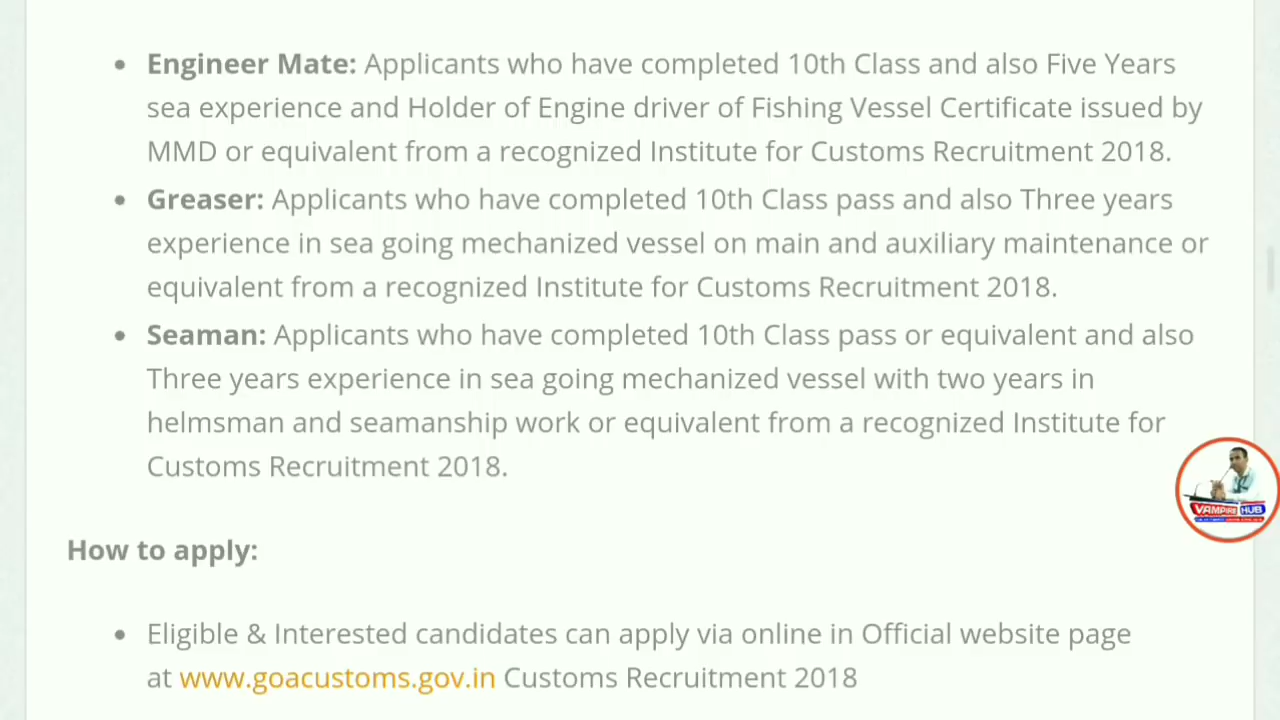 Engineer Mate: Applicants who have completed 10th Class and also Five Years
sea experience and Holder of Engine driver of Fishing Vessel Certificate issued by
MMD or equivalent from a recognized Institute for Customs Recruitment 2018.
Greaser: Applicants who have completed 10th Class pass and also Three years
experience in sea going mechanized vessel on main and auxiliary maintenance or
equivalent from a recognized Institute for Customs Recruitment 2018.
Seaman: Applicants who have completed 10th Class pass or equivalent and also
Three years experience in sea going mechanized vessel with two years in
helmsman and seamanship work or equivalent from a recognized Institute for
Customs Recruitment 2018.
VAMPIRE HUB
How to apply:
Eligible & Interested candidates can apply via online in Official website page
at www.goacustoms.gov.in Customs Recruitment 2018